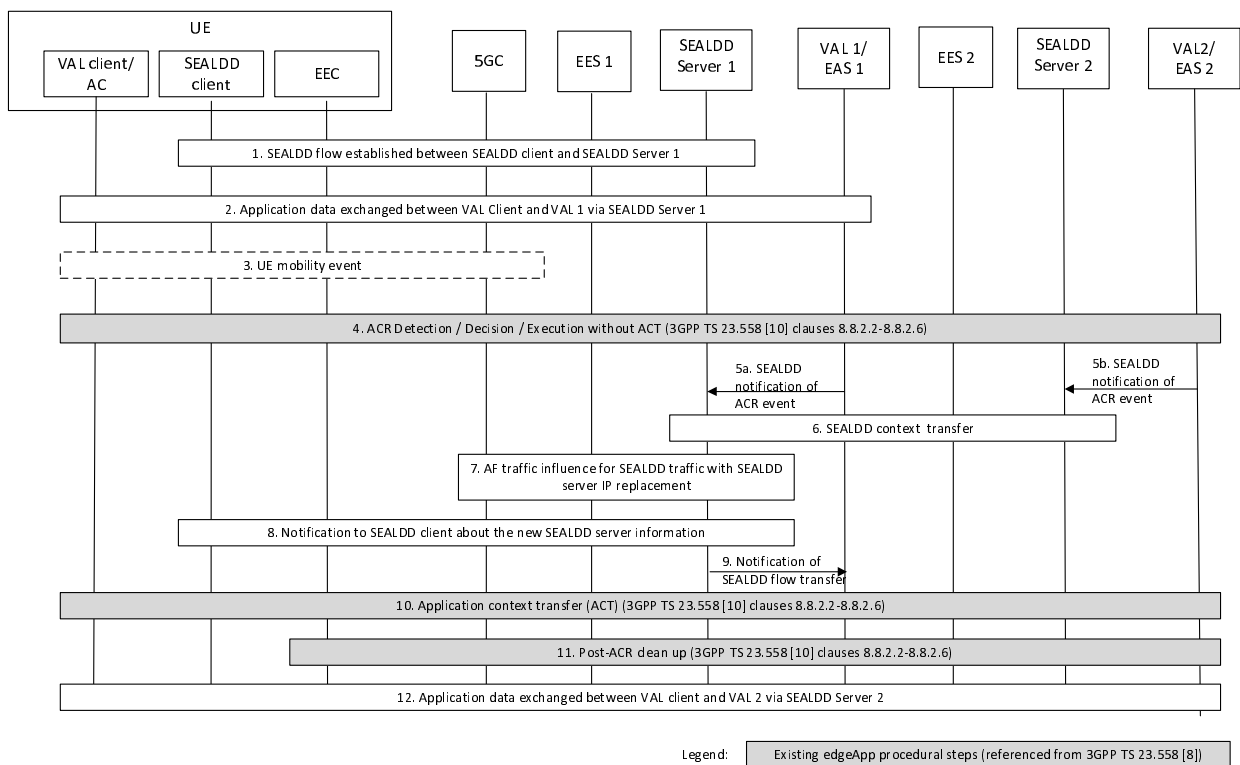 UE
VAL client/
AC
SEALDD
client
EEC
5GC
EES 1
SEALDD
Server 1
VAL 1/
EAS 1
EES 2
SEALDD
Server 2
VAL2/
EAS 2
1. SEALDD flow established between SEALDD client and SEALDD Server 1
2. Application data exchanged between VAL Client and VAL 1 via SEALDD Server 1
3. UE mobility event
4. ACR Detection / Decision / Execution without ACT (3GPP TS 23.558 [10] clauses 8.8.2.2-8.8.2.6)
5a. SEALDD
notification of
ACR event
5b. SEALDD
notification of
ACR event
6. SEALDD context transfer
7. AF traffic influence for SEALDD traffic with SEALDD
server IP replacement
8. Notification to SEALDD client about the new SEALDD server information
9. Notification of
SEALDD flow transfer
10. Application context transfer (ACT) (3GPP TS 23.558 [10] clauses 8.8.2.2-8.8.2.6)
11. Post-ACR clean up (3GPP TS 23.558 [10] clauses 8.8.2.2-8.8.2.6)
12. Application data exchanged between VAL client and VAL 2 via SEALDD Server 2
Legend:
Existing edgeApp procedural steps (referenced from 3GPP TS 23.558 [8])